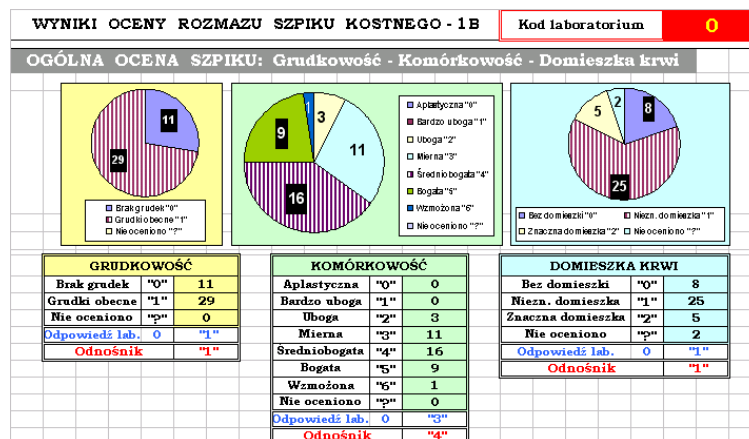 WYNIKI OCENY ROZMAZU SZPIKU KOSTNEGO - 1B
Kod laboratorium 0
OGÓLNA OCENA SZPIKU: Grudkowość - Komórkowość - Domieszka krwi
11
29
Brak grudek "0"
Grudki obecne "1"
Nie oceniono "?"
1
3
11
16
9
Aplastyczna "0"
Bardzo uboga "1"
Uboga "2"
Mierna "3"
Średniobogata "4"
Bogata "5"
Wzmożona "6"
Nie oceniono "?"
2
8
5
25
Bez domieszki "0" Niezn. domieszka "1"
Znaczna domieszka "2" Nie oceniono "?"
GRUDKOWOŚĆ
Brak grudek "0" 11
Grudki obecne "1" 29
Nie oceniono "?" 0
Odpowiedź lab. 0 "1"
Odnośnik "1"
KOMÓRKOWOŚĆ
Aplastyczna "0" 0
Bardzo uboga "1" 0
Uboga "2" 3
Mierna "3" 11
Średniobogata "4" 16
Bogata "5" 9
Wzmożona "6" 1
Nie oceniono "?" 0
Odpowiedź lab. 0 "3"
Odnośnik "4"
DOMIESZKA KRWI
Bez domieszki "0" 8
Niezn. domieszka "1" 25
Znaczna domieszka "2" 5
Nie oceniono "?" 2
Odpowiedź lab. 0 "1"
Odnośnik "1"